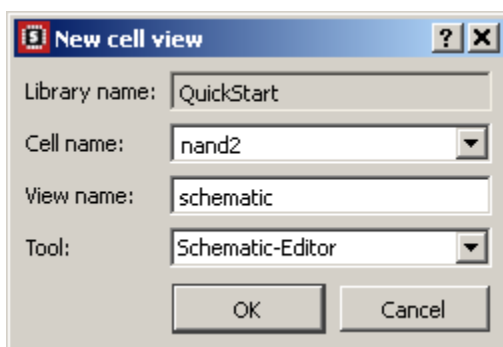 New cell view
Library name: QuickStart
Cell name: nand2
View name: schematic
Tool: Schematic-Editor
OK Cancel